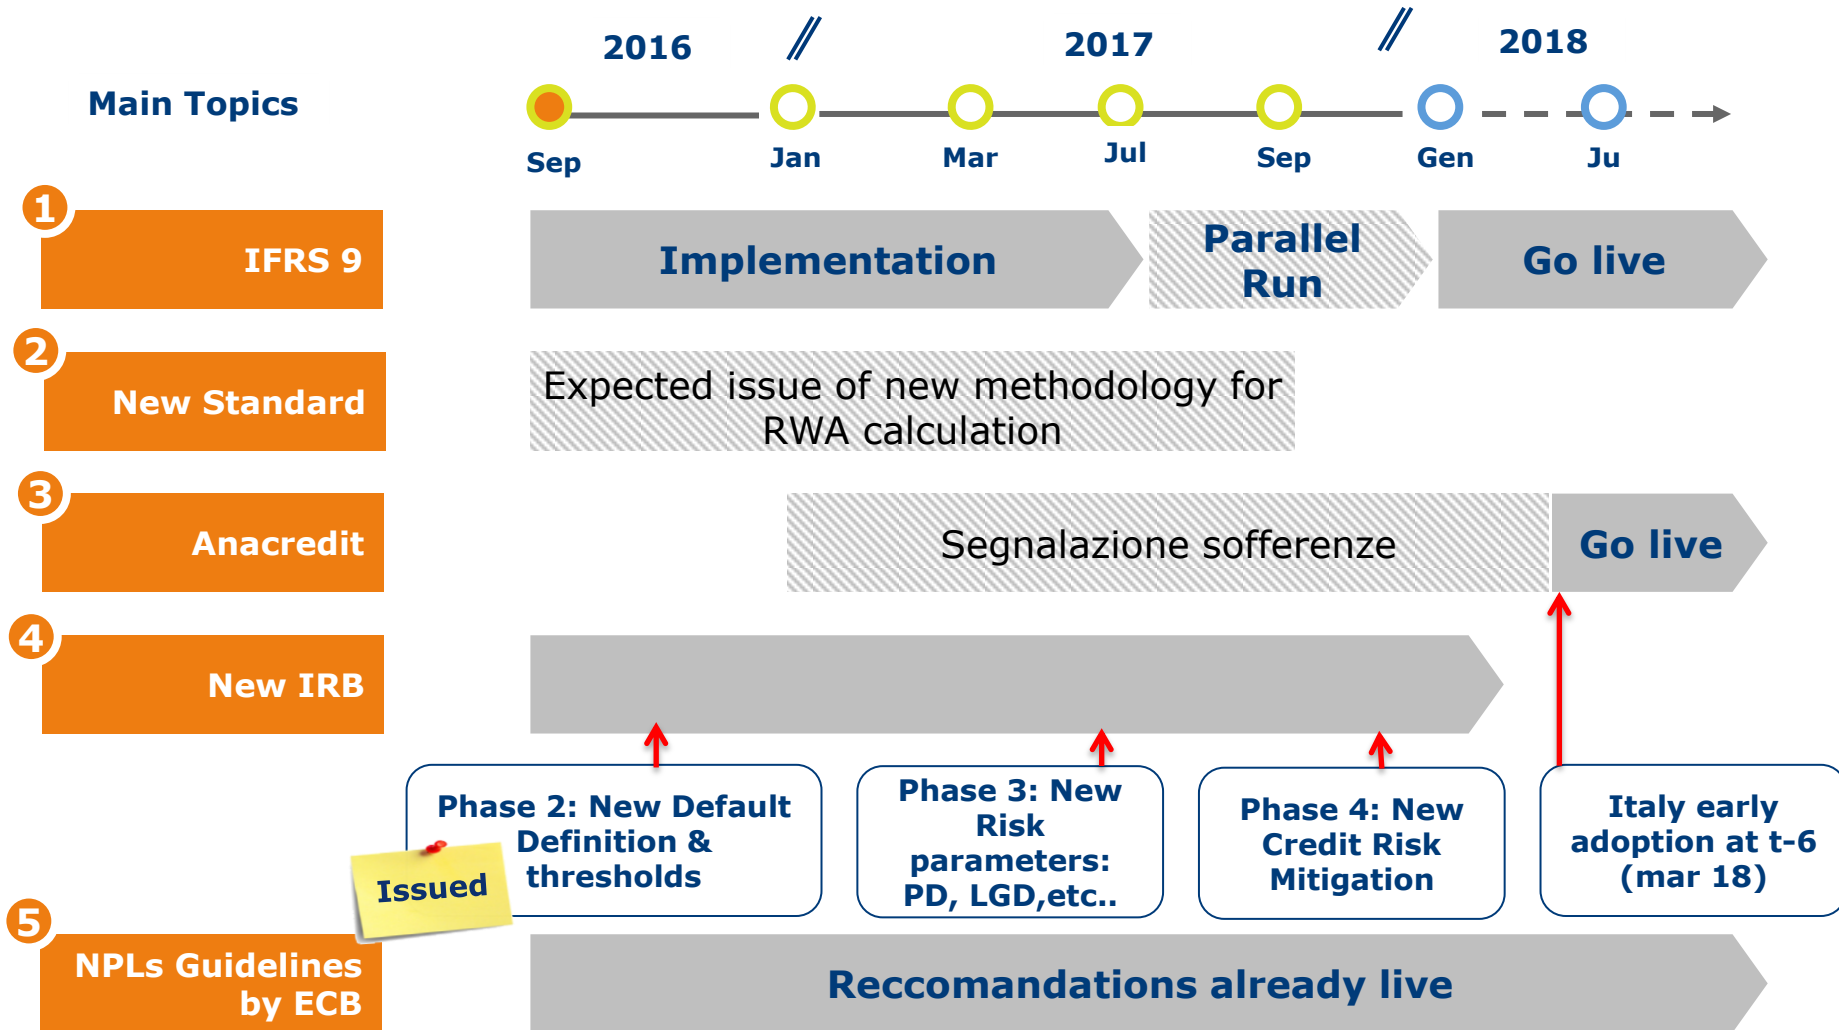 2016
2017
2018
Main Topics
Sep
Jan
Mar
Jul
Sep
Gen
Ju
1
IFRS 9
Implementation
Parallel
Run
Go live
2
New Standard
Expected issue of new methodology for
RWA calculation
3
Anacredit
Segnalazione sofferenze
Go live
4
New IRB
Phase 2: New Default
Definition &
thresholds
Issued
Phase 3: New
Risk
parameters:
PD, LGD,etc..
Phase 4: New
Credit Risk
Mitigation
Italy early
adoption at t-6
(mar 18)
5
NPLs Guidelines
by ECB
Reccomandations already live